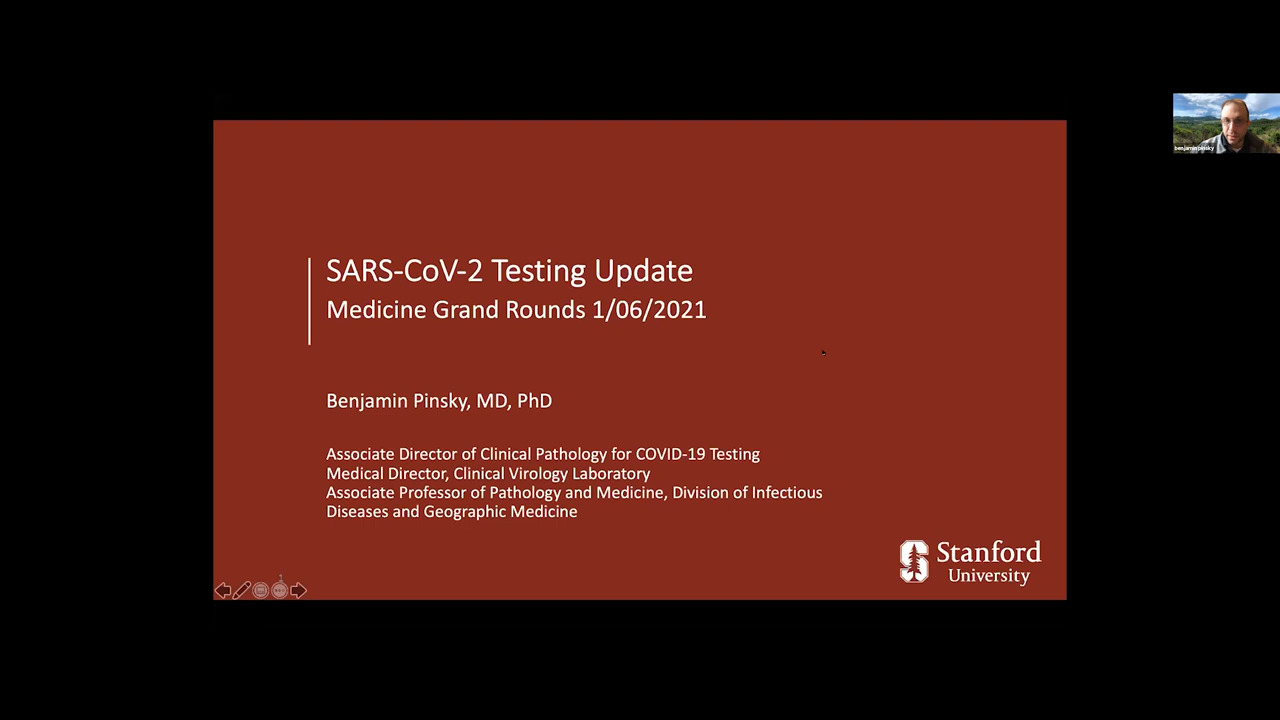 SARS-CoV-2 Testing Update
Medicine Grand Rounds 1/06/2021
Benjamin Pinsky, MD, PhD
Associate Director of Clinical Pathology for COVID-19 Testing
Medical Director, Clinical Virology Laboratory
Associate Professor of Pathology and Medicine, Division of Infectious
Diseases and Geographic Medicine
Stanford
University
benjamin pinsky